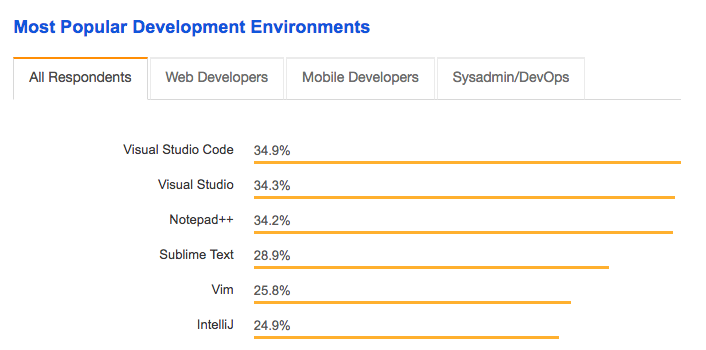 Most Popular Development Environments
All Respondents Web Developers Mobile Developers Sysadmin/DevOps
Visual Studio Code 34.9%
Visual Studio 34.3%
Notepad++ 34.2%
Sublime Text 28.9%
Vim 25.8%
IntelliJ 24.9%